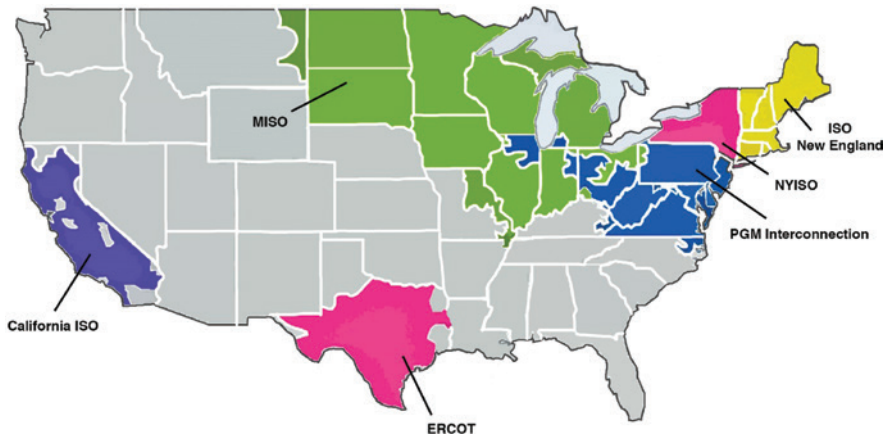 MISO
ISO
New England
NYISO
PGM Interconnection
California ISO
ERCOT